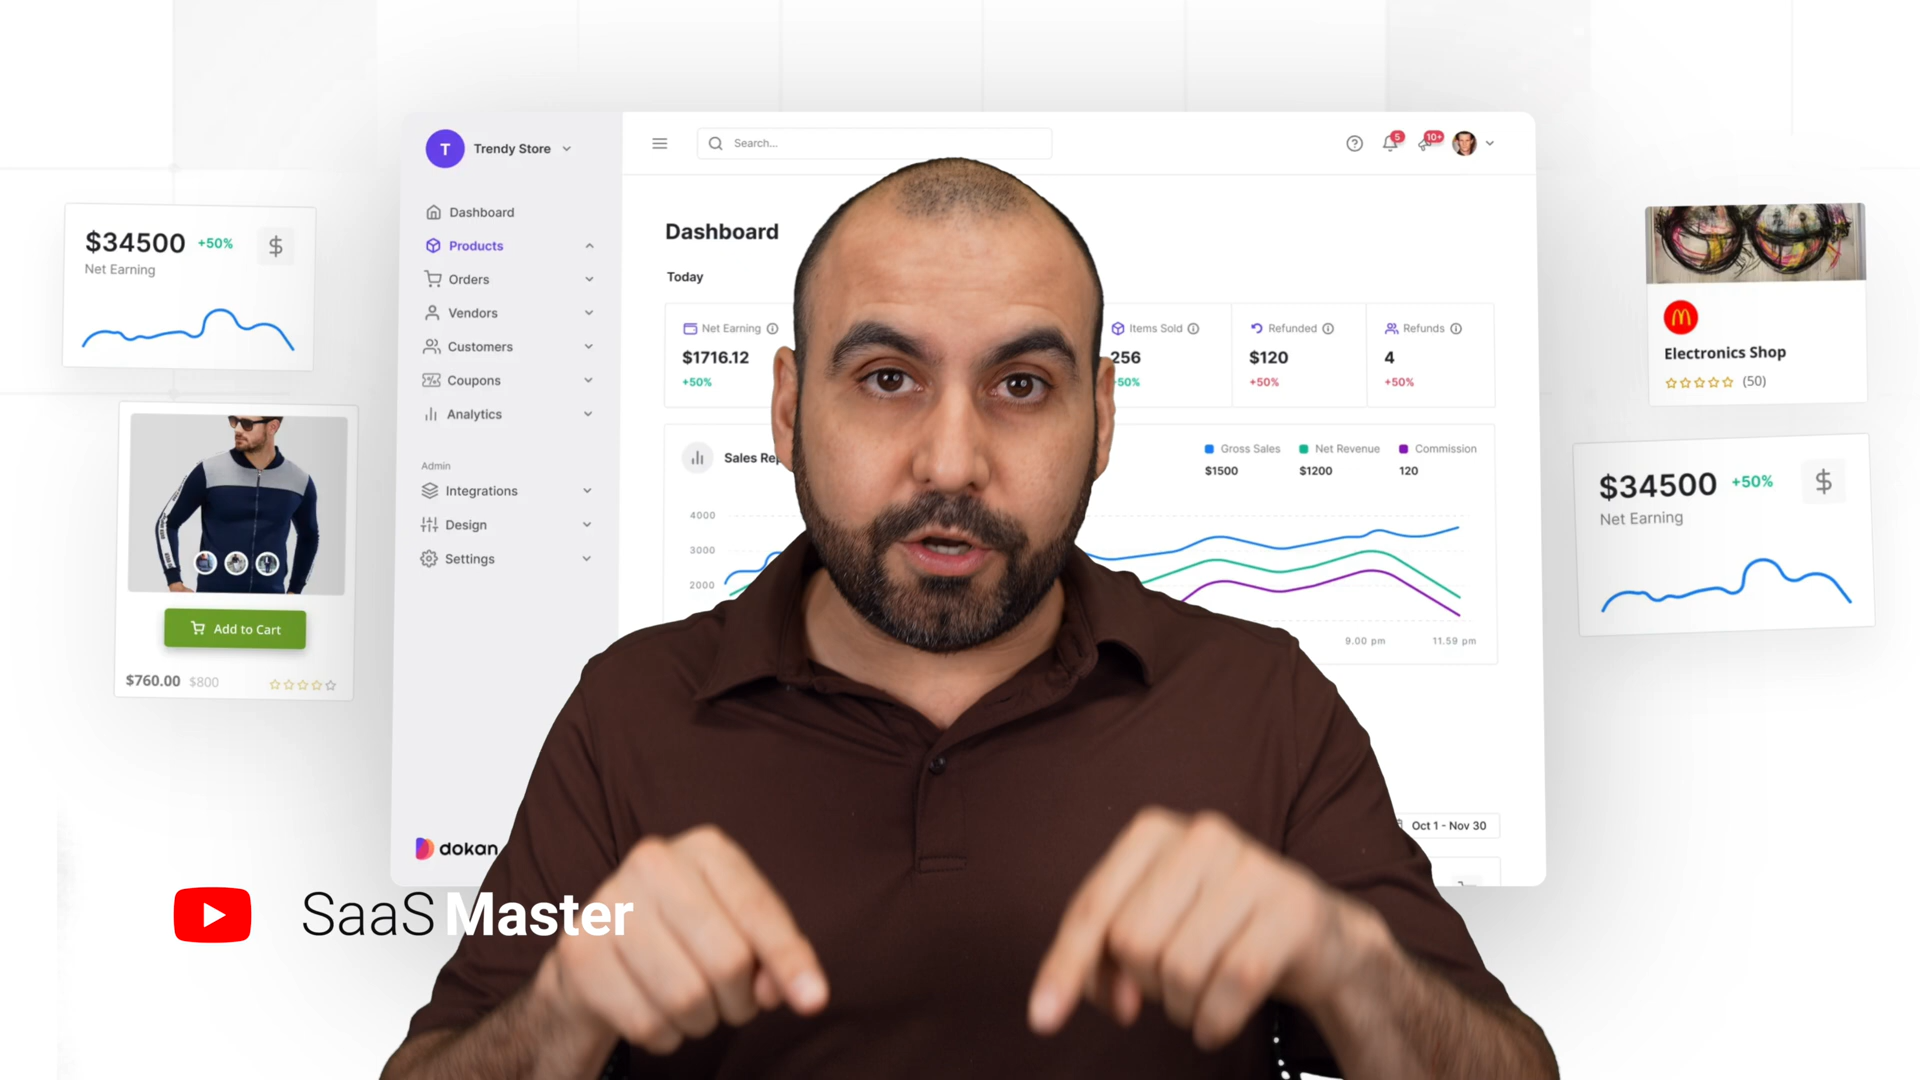 T Trendy Store
Search...
5
10+
Dashboard
Products
Orders
Vendors
Customers
Coupons
Analytics
Admin
Integrations
Design
Settings
dokan
Dashboard
Today
Net Earning
$1716.12
+50%
Items Sold
256
+50%
Refunded
$120
+50%
Refunds
4
+50%
Sales Rep
Gross Sales
$1500
Net Revenue
$1200
Commission
120
4000
3000
2000
9.00 pm
11.59 pm
Oct 1 - Nov 30
$34500 +50% $
Net Earning
Add to Cart
$760.00 $800
Electronics Shop
(50)
$34500 +50% $
Net Earning
SaaS Master